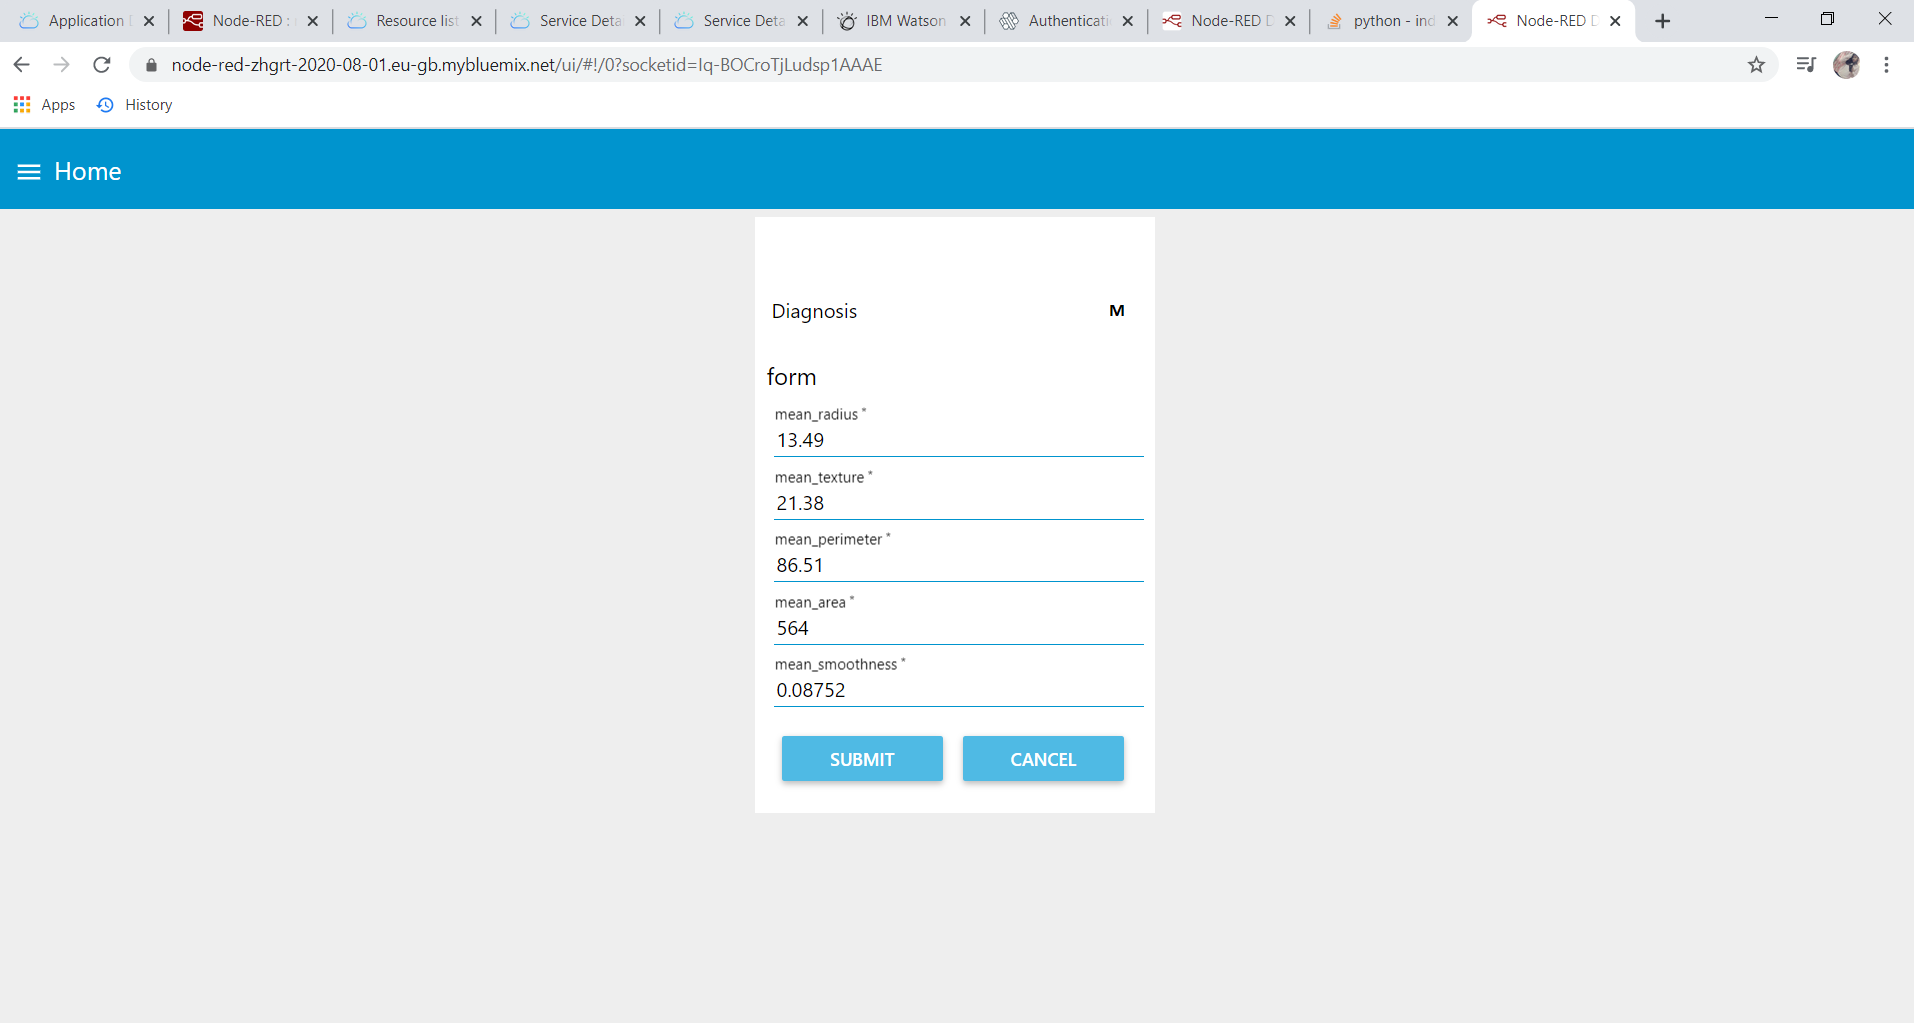 Application D
Node-RED : r
Resource list
Service Detai
Service Detai
IBM Watson
Authenticati
Node-RED D
python - ind
Node-RED D
node-red-zhgrt-2020-08-01.eu-gb.mybluemix.net/ui/#!/0?socketid=Iq-BOCroTjLudsp1AAAE
Apps
History
Home
Diagnosis M
form
mean_radius *
13.49
mean_texture *
21.38
mean_perimeter *
86.51
mean_area *
564
mean_smoothness *
0.08752
SUBMIT CANCEL